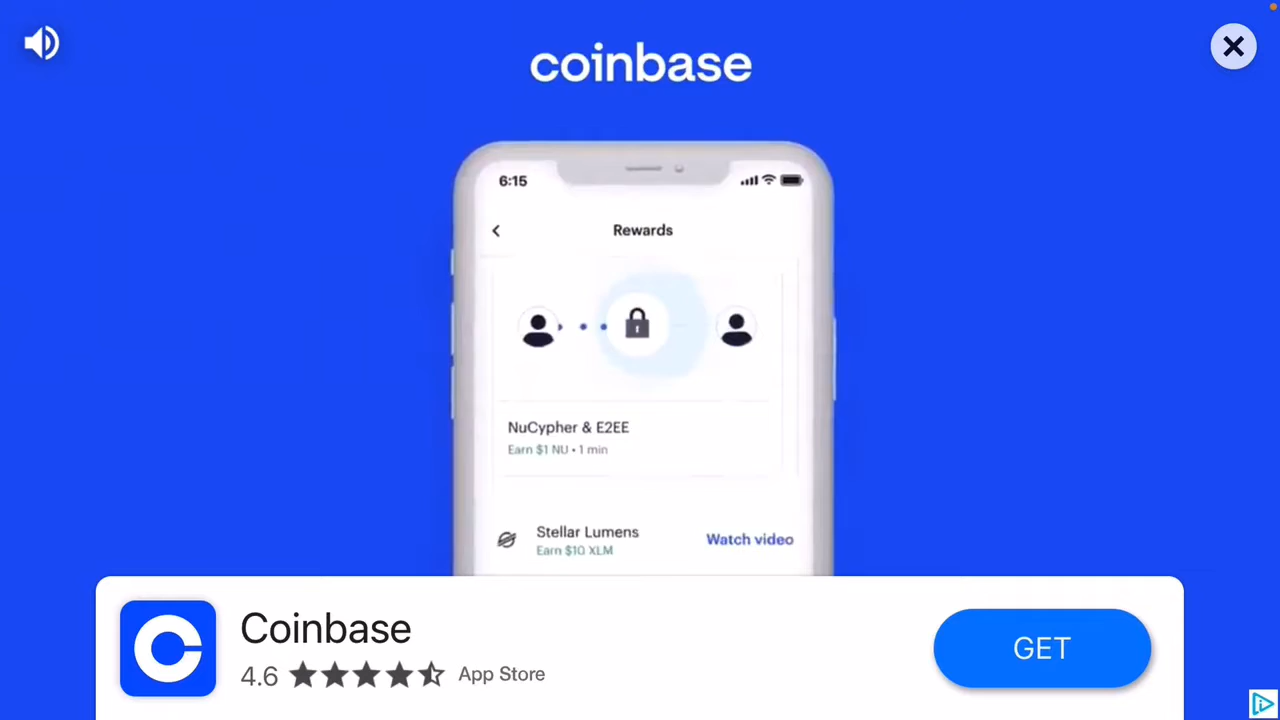 coinbase
6:15
Rewards
NuCypher & E2EE
Earn $1 NU • 1 min
Stellar Lumens
Earn $10 XLM
Watch video
Coinbase
4.6
App Store
GET